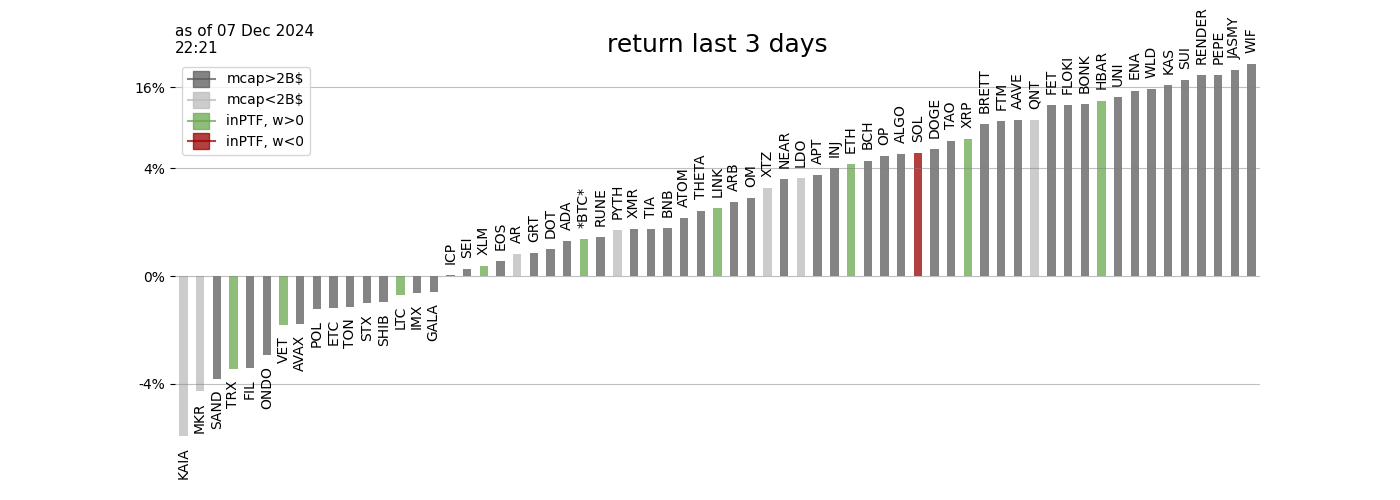 as of 07 Dec 2024
22:21
return last 3 days
mcap>2B$
mcap<2B$
inPTF, w>0
inPTF, w<0
16%
4%
0%
-4%
KAIA
MKR
SAND
TRX
FIL
ONDO
VET
AVAX
POL
ETC
TON
STX
SHIB
LTC
IMX
GALA
ICP
SEI
XLM
EOS
AR
GRT
DOT
ADA
*BTC*
RUNE
PYTH
XMR
TIA
BNB
ATOM
THETA
LINK
ARB
OM
XTZ
NEAR
LDO
APT
INJ
ETH
BCH
OP
ALGO
SOL
DOGE
TAO
XRP
BRETT
FTM
AAVE
QNT
FET
FLOKI
BONK
HBAR
UNI
ENA
WLD
KAS
SUI
RENDER
PEPE
JASMY
WIF